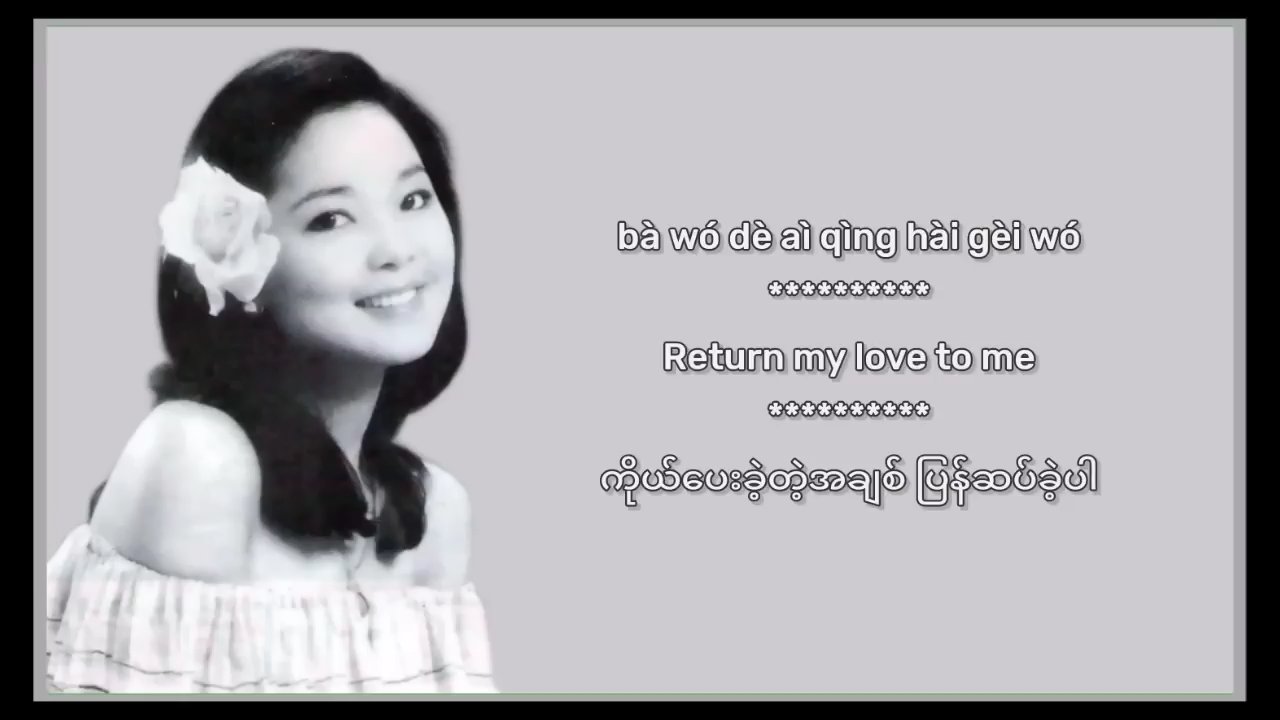 bà wó dè aì qìng hài gèi wó
**********
Return my love to me
**********
ကိုယ်ပေးခဲ့တဲ့အချစ် ပြန်ဆပ်ခဲ့ပါ